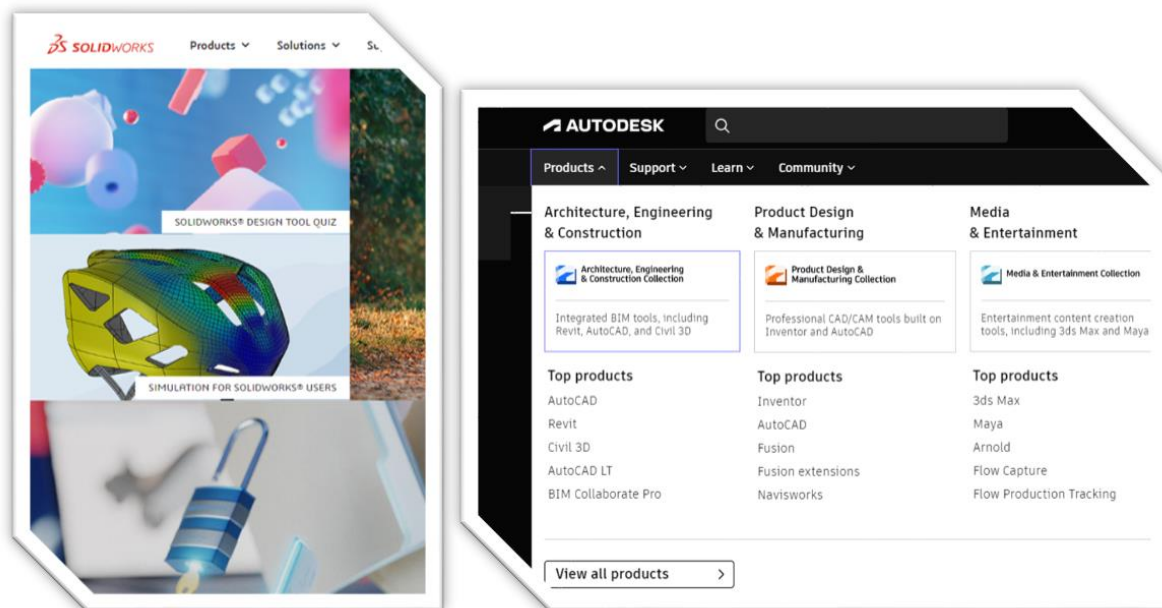 SOLIDWORKS
Products
Solutions
SOLIDWORKS® DESIGN TOOL QUIZ
SIMULATION FOR SOLIDWORKS® USERS
AUTODESK
Products
Support
Learn
Community
Architecture, Engineering
& Construction
Architecture, Engineering
& Construction Collection
Integrated BIM tools, including
Revit, AutoCAD, and Civil 3D
Top products
AutoCAD
Revit
Civil 3D
AutoCAD LT
BIM Collaborate Pro
Product Design
& Manufacturing
Product Design &
Manufacturing Collection
Professional CAD/CAM tools built on
Inventor and AutoCAD
Top products
Inventor
AutoCAD
Fusion
Fusion extensions
Navisworks
Media
& Entertainment
Media & Entertainment Collection
Entertainment content creation
tools, including 3ds Max and Maya
Top products
3ds Max
Maya
Arnold
Flow Capture
Flow Production Tracking
View all products